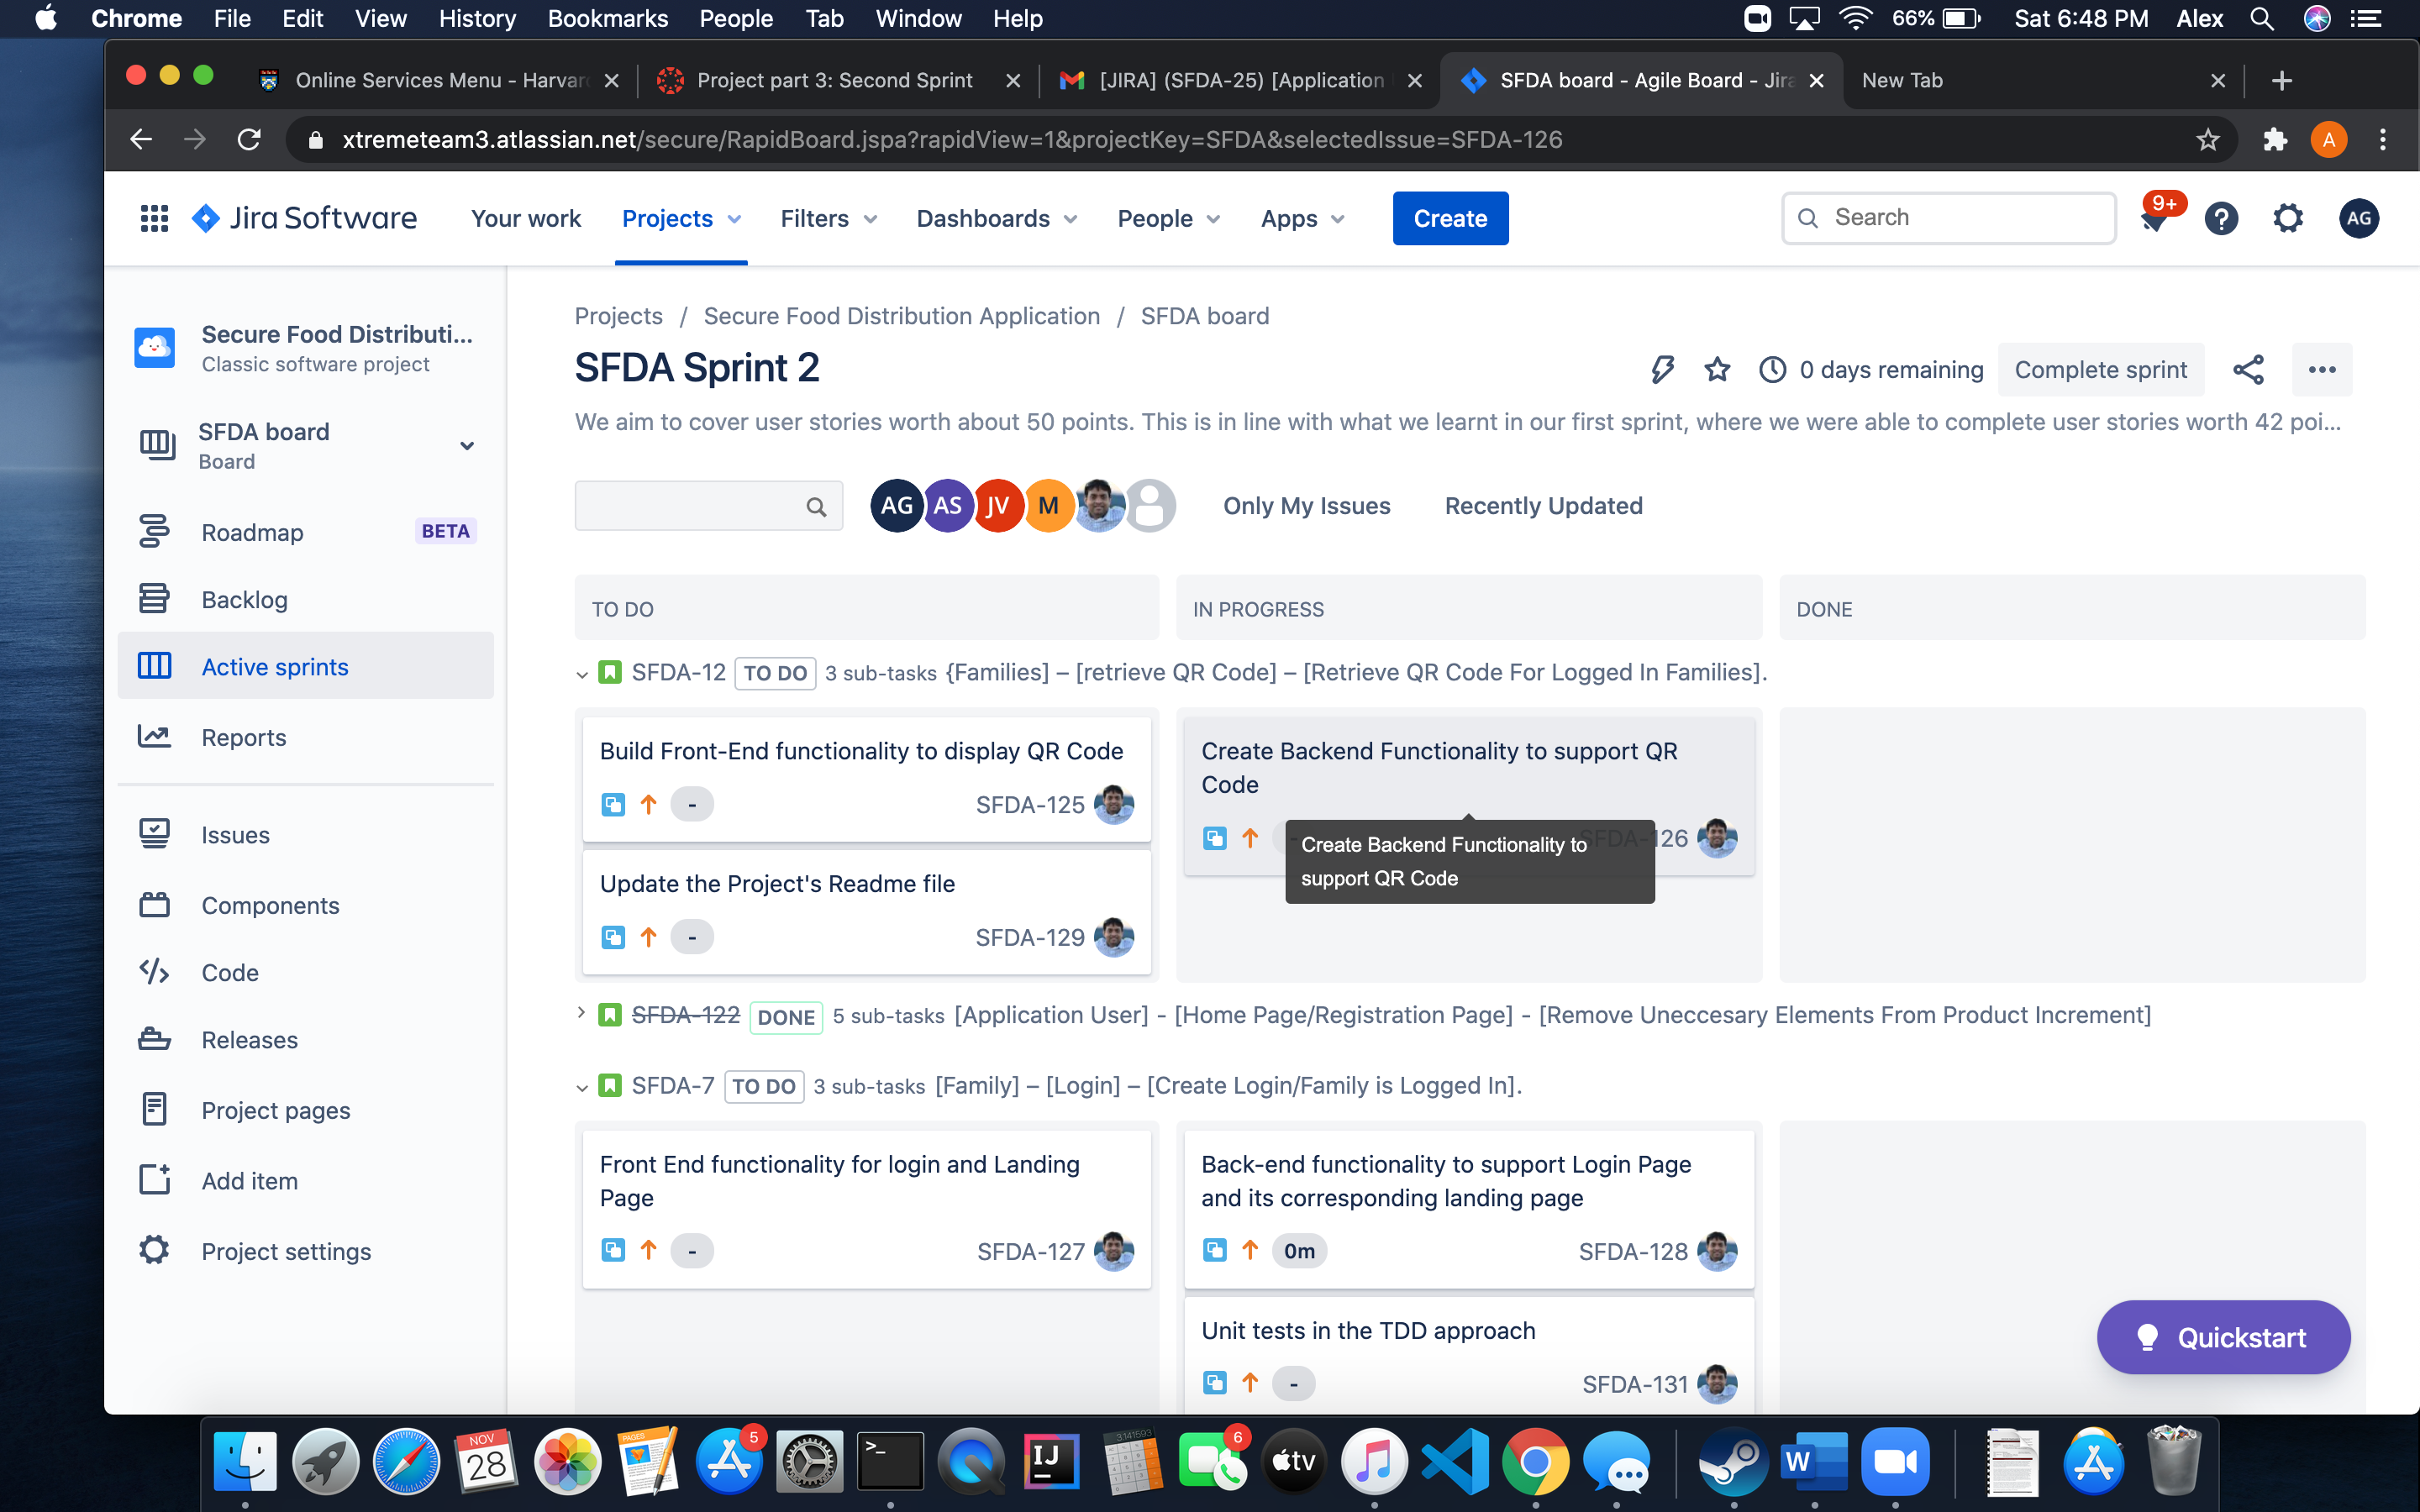 Chrome File Edit View History Bookmarks People Tab Window Help
66% Sat 6:48 PM Alex
Online Services Menu - Harvar
Project part 3: Second Sprint
[JIRA] (SFDA-25) [Application
SFDA board - Agile Board - Jira
New Tab
xtremeteam3.atlassian.net/secure/RapidBoard.jspa?rapidView=1&projectKey=SFDA&selectedIssue=SFDA-126
A
Jira Software
Your work Projects Filters Dashboards People Apps Create
Search
9+
AG
Secure Food Distributi...
Classic software project
SFDA board
Board
Roadmap BETA
Backlog
Active sprints
Reports
Issues
Components
Code
Releases
Project pages
Add item
Project settings
Projects / Secure Food Distribution Application / SFDA board
SFDA Sprint 2
0 days remaining Complete sprint
We aim to cover user stories worth about 50 points. This is in line with what we learnt in our first sprint, where we were able to complete user stories worth 42 poi...
AG AS JV M
Only My Issues Recently Updated
TO DO IN PROGRESS DONE
SFDA-12 TO DO 3 sub-tasks {Families] – [retrieve QR Code] – [Retrieve QR Code For Logged In Families].
Build Front-End functionality to display QR Code
- SFDA-125
Update the Project's Readme file
- SFDA-129
Create Backend Functionality to support QR
Code
SFDA-126
Create Backend Functionality to
support QR Code
SFDA-122 DONE 5 sub-tasks [Application User] - [Home Page/Registration Page] - [Remove Uneccesary Elements From Product Increment]
SFDA-7 TO DO 3 sub-tasks [Family] – [Login] – [Create Login/Family is Logged In].
Front End functionality for login and Landing
Page
- SFDA-127
Back-end functionality to support Login Page
and its corresponding landing page
0m SFDA-128
Unit tests in the TDD approach
- SFDA-131
Quickstart
NOV
28
PAGES
5
>_
IJ
3.141593
6
tv
W